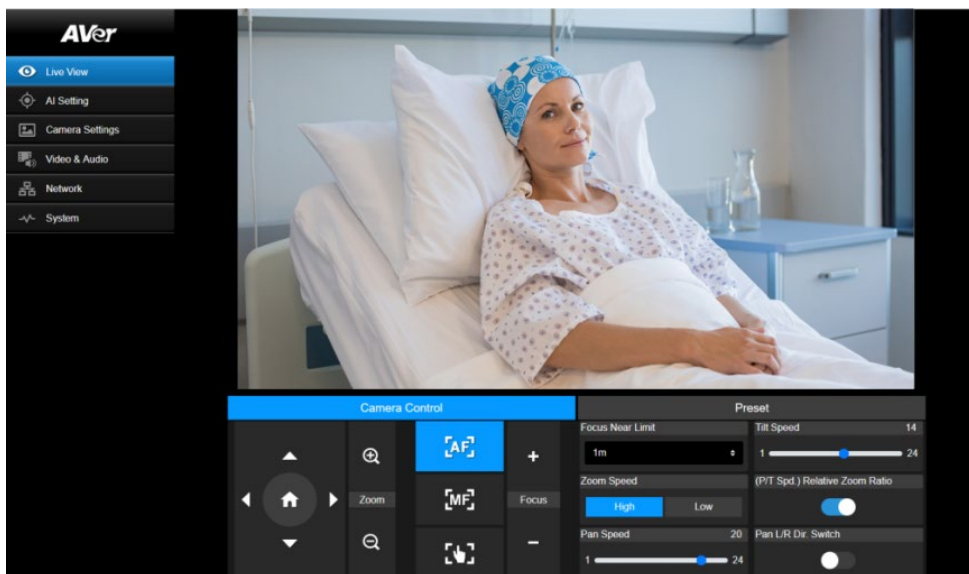 AVer
Live View
AI Setting
Camera Settings
Video & Audio
Network
System
Camera Control
Preset
Zoom
[AF]
[MF]
Focus
Focus Near Limit
1m
Zoom Speed
High Low
Pan Speed 20
1 24
Tilt Speed 14
1 24
(P/T Spd.) Relative Zoom Ratio
Pan L/R Dir. Switch